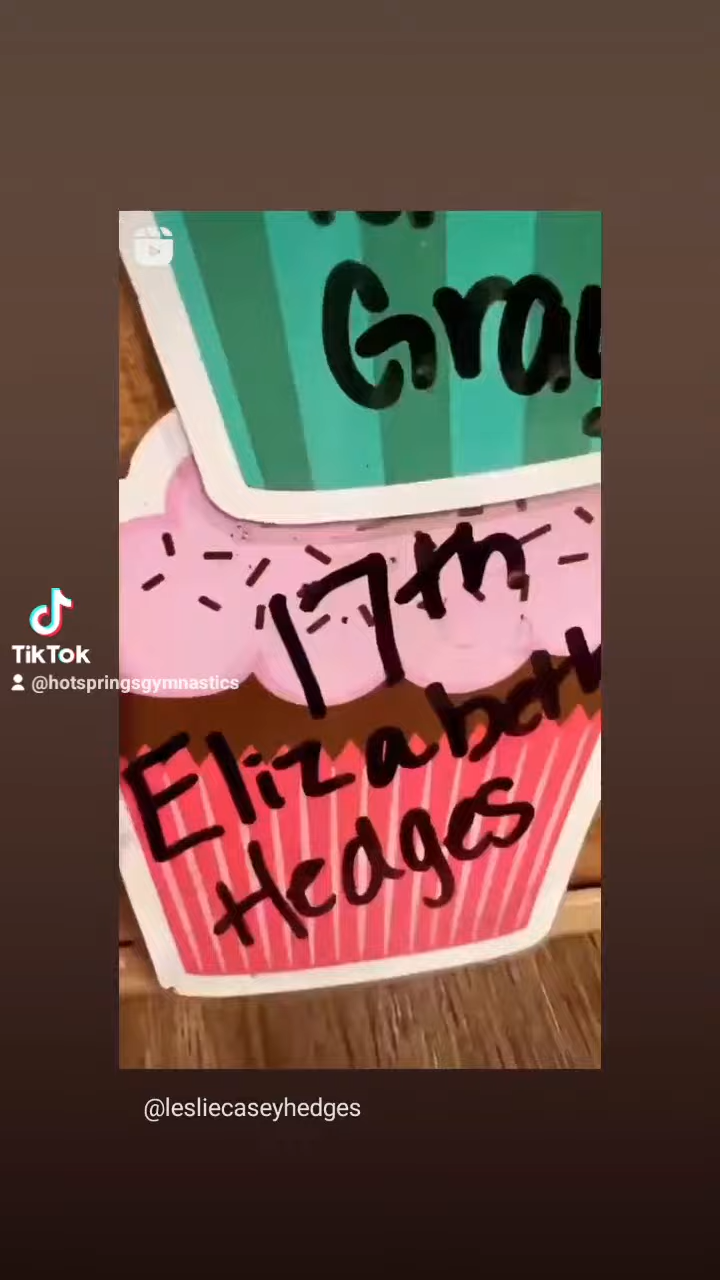 Gra
17th
Elizabeth
Hedges
TikTok
@hotspringsgymnastics
@lesliecaseyhedges